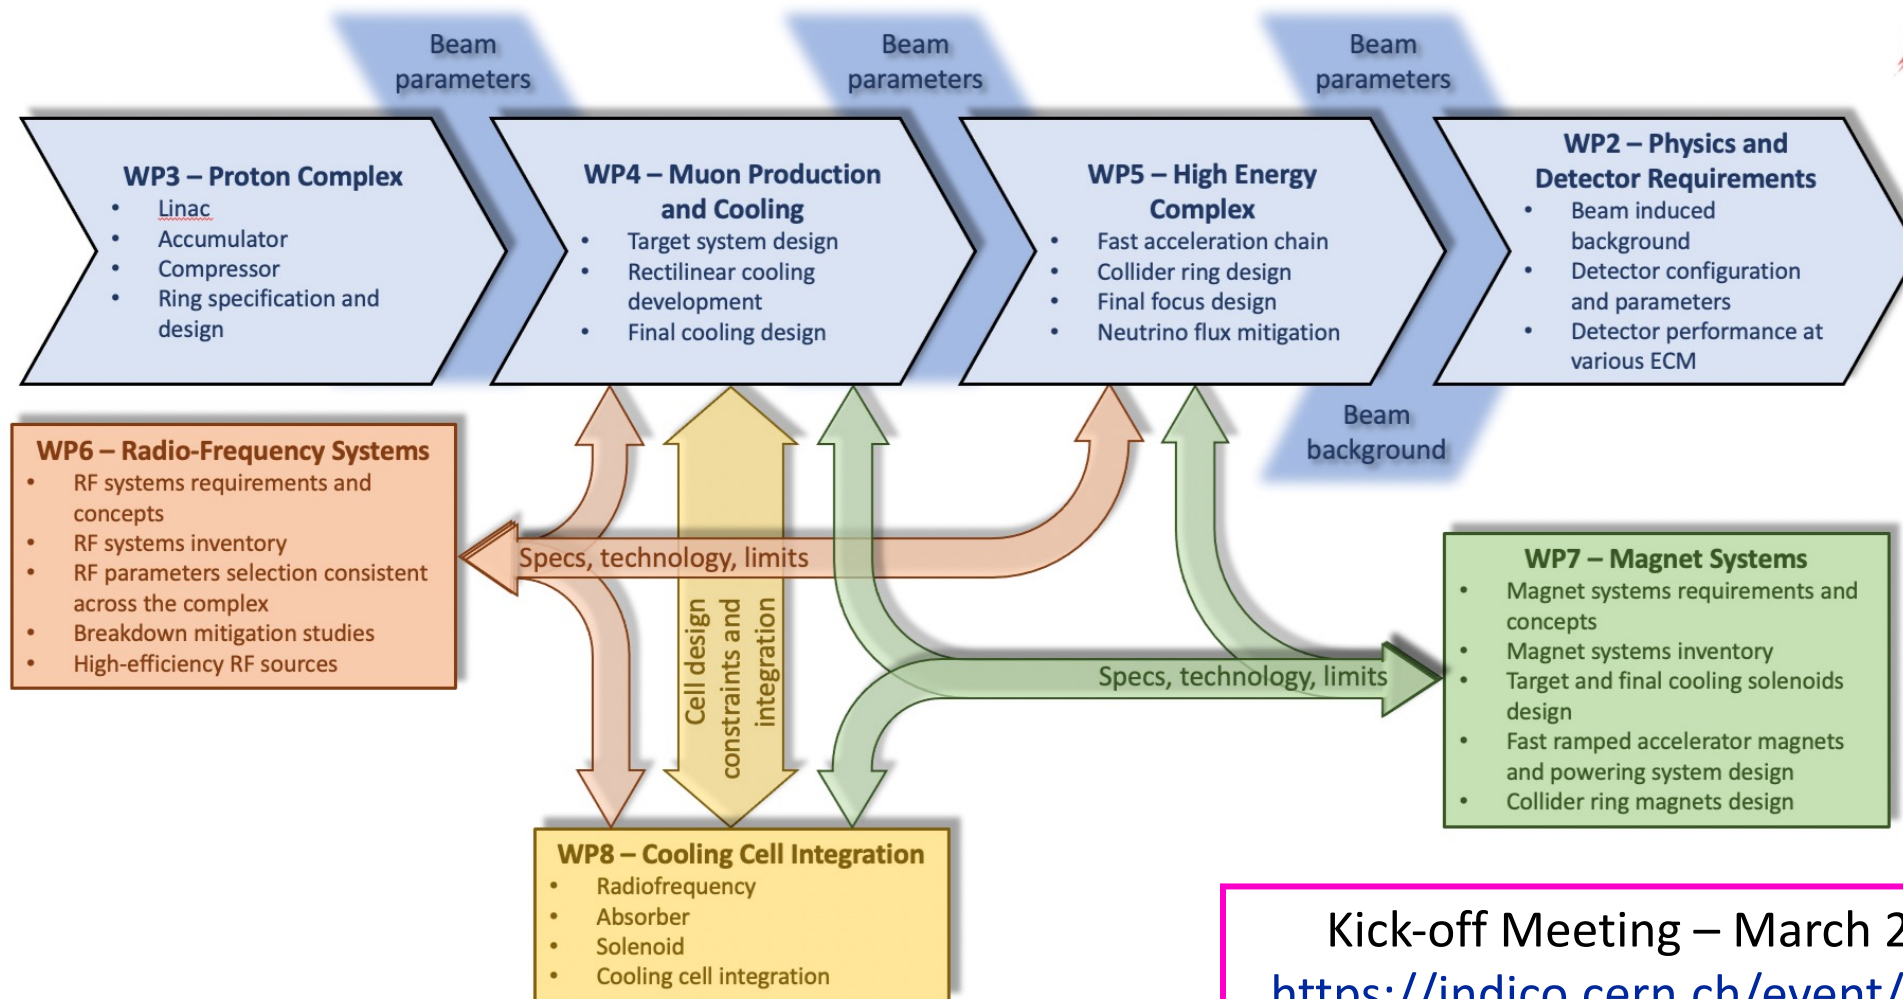 Beam
parameters
Beam
parameters
Beam
parameters
WP3 – Proton Complex
• Linac
• Accumulator
• Compressor
• Ring specification and
design
WP4 – Muon Production
and Cooling
• Target system design
• Rectilinear cooling
development
• Final cooling design
WP5 – High Energy
Complex
• Fast acceleration chain
• Collider ring design
• Final focus design
• Neutrino flux mitigation
WP2 – Physics and
Detector Requirements
• Beam induced
background
• Detector configuration
and parameters
• Detector performance at
various ECM
Beam
background
WP6 – Radio-Frequency Systems
• RF systems requirements and
concepts
• RF systems inventory
• RF parameters selection consistent
across the complex
• Breakdown mitigation studies
• High-efficiency RF sources
Specs, technology, limits
Cell design
constraints and
integration
Specs, technology, limits
WP7 – Magnet Systems
• Magnet systems requirements and
concepts
• Magnet systems inventory
• Target and final cooling solenoids
design
• Fast ramped accelerator magnets
and powering system design
• Collider ring magnets design
WP8 – Cooling Cell Integration
• Radiofrequency
• Absorber
• Solenoid
• Cooling cell integration
Kick-off Meeting – March 2
https://indico.cern.ch/event/